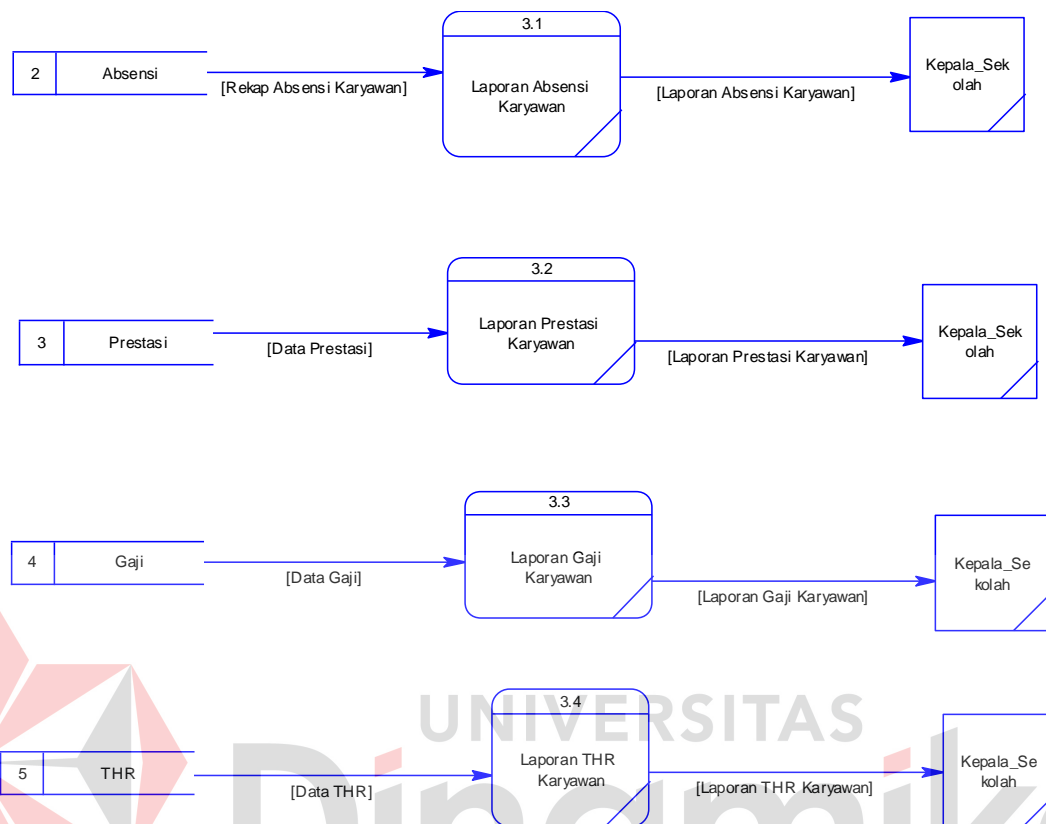 3.1
2
Absensi
[Rekap Absensi Karyawan]
Laporan Absensi
Karyawan
[Laporan Absensi Karyawan]
Kepala_Sek
olah
3.2
3
Prestasi
[Data Prestasi]
Laporan Prestasi
Karyawan
[Laporan Prestasi Karyawan]
Kepala_Sek
olah
3.3
4
Gaji
[Data Gaji]
Laporan Gaji
Karyawan
[Laporan Gaji Karyawan]
Kepala_Se
kolah
3.4
UNIVERSITAS
5
THR
[Data THR]
Laporan THR
Karyawan
[Laporan THR Karyawan]
Kepala_Se
kolah